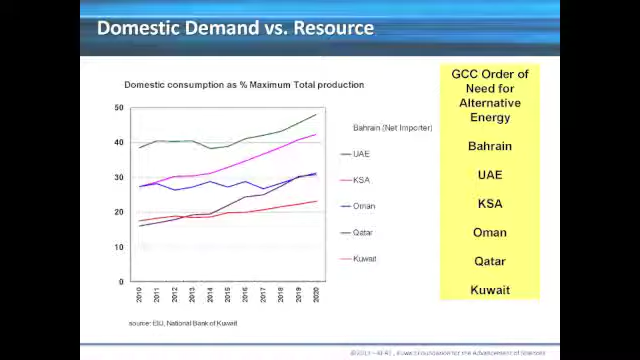 Domestic Demand vs. Resource
Domestic consumption as % Maximum Total production
50
40
30
20
10
0
2010
2011
2012
2013
2014
2015
2016
2017
2018
2019
2020
Bahrain (Net Importer)
UAE
KSA
Oman
Qatar
Kuwait
GCC Order of
Need for
Alternative
Energy
Bahrain
UAE
KSA
Oman
Qatar
Kuwait
source: EIU, National Bank of Kuwait
Foundation for the Advancement of Sciences